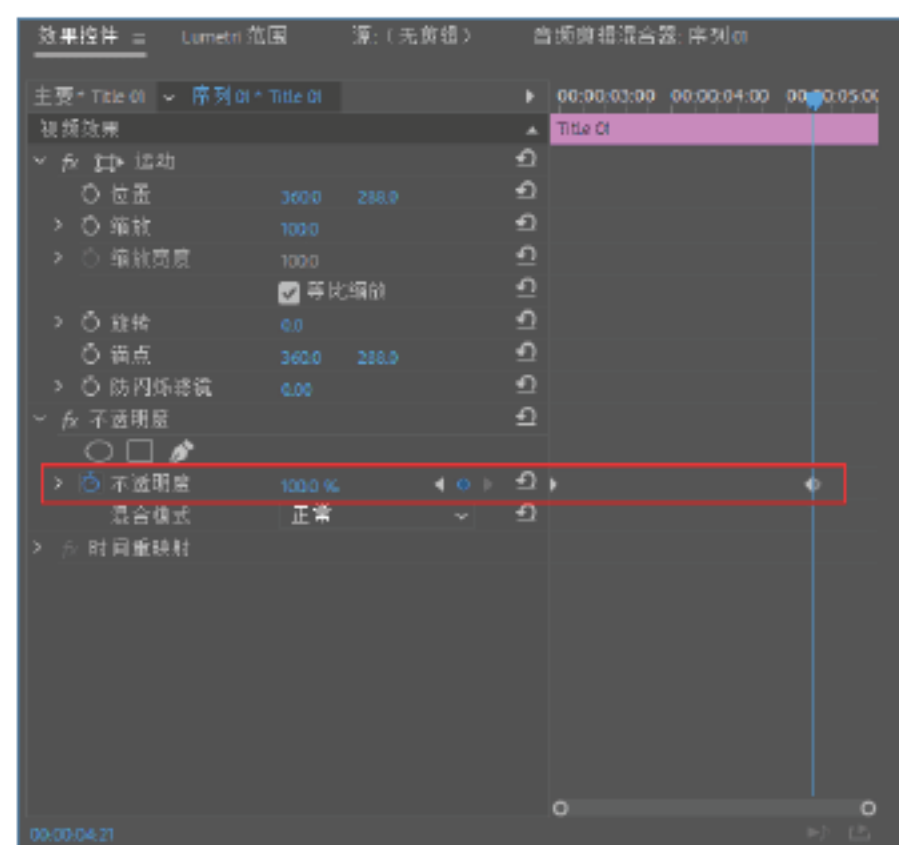 效果控件 Lumetri 范围 源:(无剪辑) 音频剪辑混合器: 序列 01
主要 * Title 01 序列 01 * Title 01 00:00:03:00 00:00:04:00 00:00:05:00
视频效果 Title 01
fx 运动
位置 360.0 288.0
缩放 100.0
缩放宽度 100.0
等比缩放
旋转 0.0
锚点 360.0 288.0
防闪烁滤镜 0.00
fx 不透明度
不透明度 100.0 %
混合模式 正常
fx 时间重映射
00:00:04:21